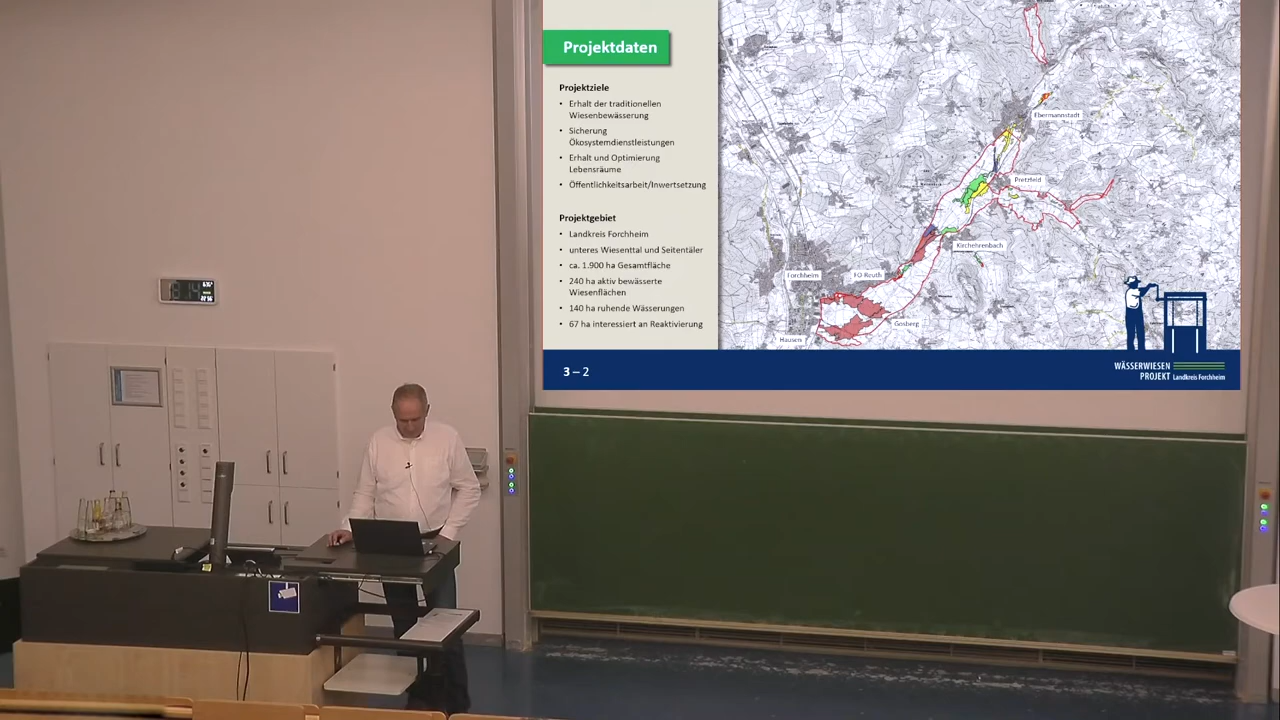 Projektdaten
Projektziele
• Erhalt der traditionellen
Wiesenbewässerung
• Sicherung
Ökosystemdienstleistungen
• Erhalt und Optimierung
Lebensräume
• Öffentlichkeitsarbeit/Inwertsetzung
Projektgebiet
• Landkreis Forchheim
• unteres Wiesenttal und Seitentäler
• ca. 1.900 ha Gesamtfläche
• 240 ha aktiv bewässerte
Wiesenflächen
• 140 ha ruhende Wässerungen
• 67 ha interessiert an Reaktivierung
Ebermannstadt
Pretzfeld
Kirchehrenbach
Forchheim
FO Reuth
Gosberg
Hausen
3 – 2
WÄSSERWIESEN
PROJEKT Landkreis Forchheim